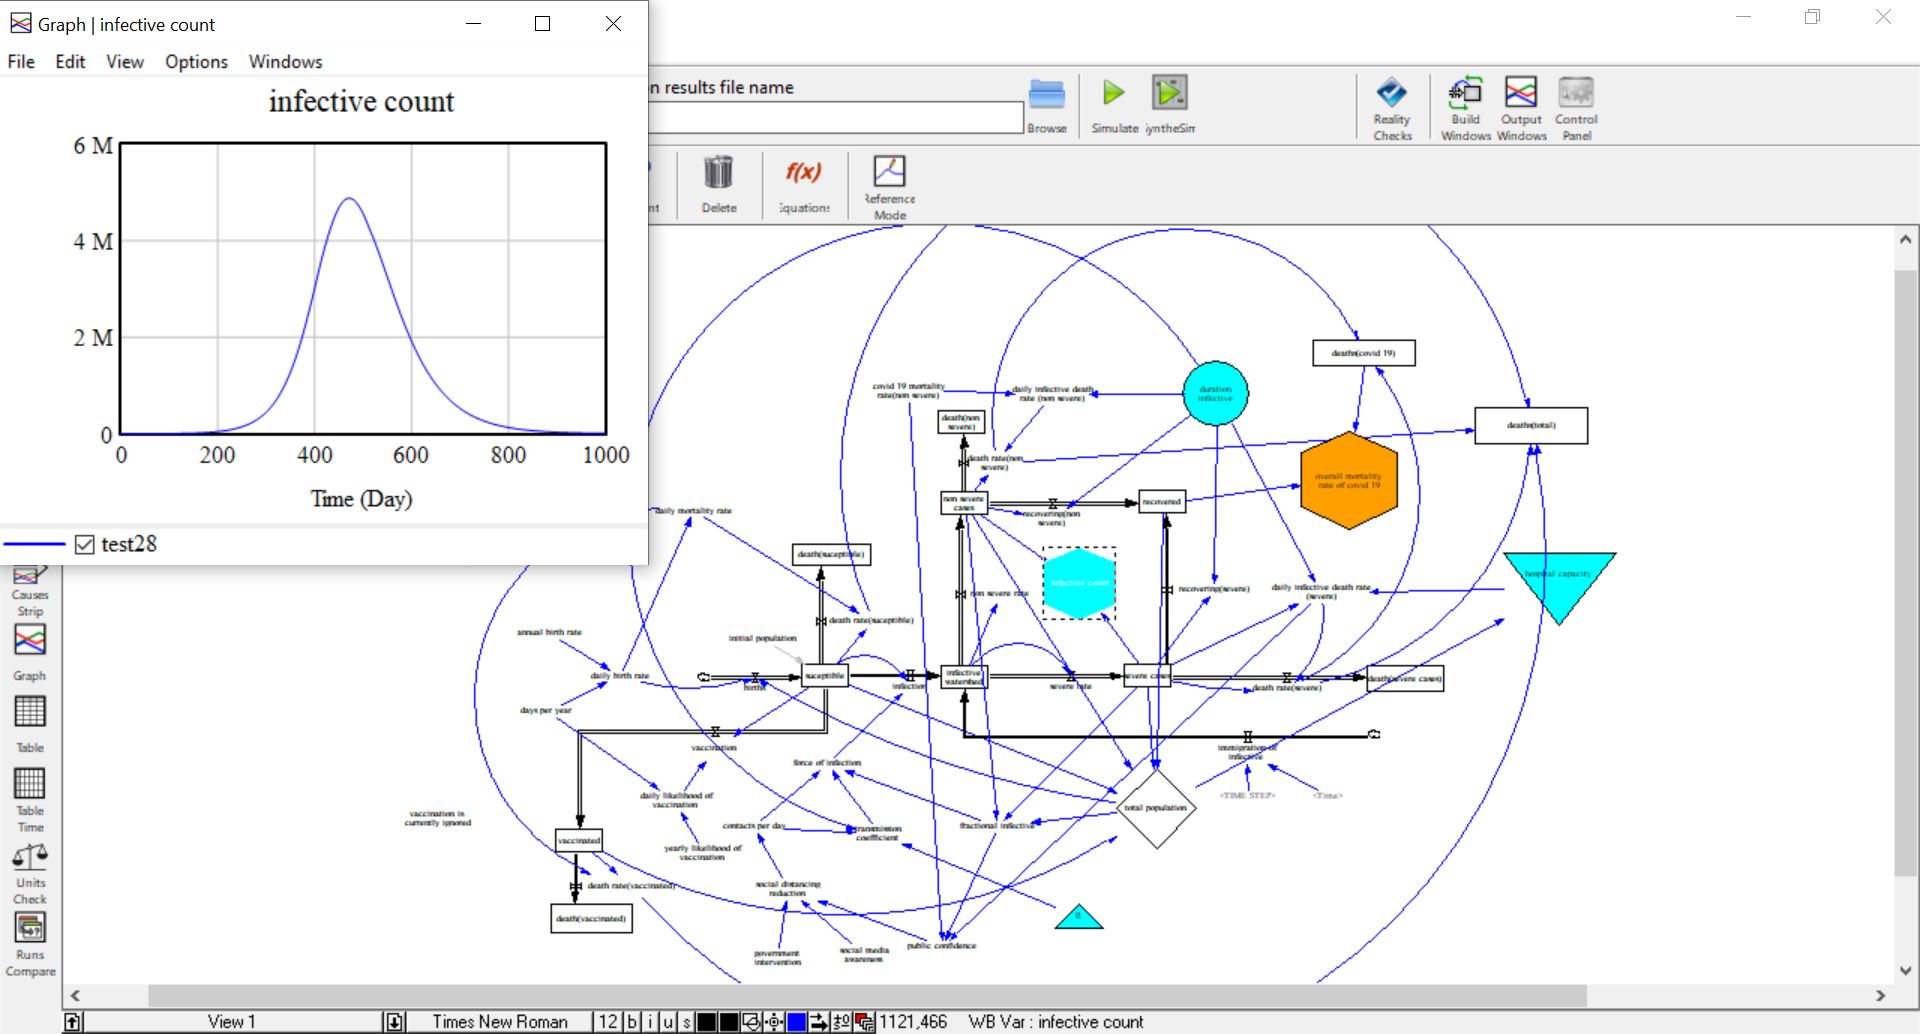 Graph | infective count
File Edit View Options Windows
infective count
6 M
4 M
2 M
0
0 200 400 600 800 1000
Time (Day)
test28
n results file name
Browse
Simulate
Reality
Checks
Build
Windows
Output
Windows
Control
Panel
nt
Delete
f(x)
Equations
Reference
Mode
Causes
Strip
Graph
Table
Table
Time
Units
Check
Runs
Compare
covid 19 mortality
rate(non severe)
daily infective death
rate (non severe)
duration
infective
deaths(covid 19)
death(non
severe)
deaths(total)
death rate(non
severe)
overall mortality
rate of covid 19
non severe
cases
recovered
recovering(non
severe)
daily mortality rate
death(suceptible)
infective count
hospital capacity
non severe rate
recovering(severe)
daily infective death rate
(severe)
death rate(suceptible)
annual birth rate
initial population
daily birth rate
births
suceptible
infection
infective
watershed
severe rate
severe cases
death rate(severe)
death(severe cases)
days per year
vaccination
immigration of
infective
force of infection
<TIME STEP>
<Time>
daily likelihood of
vaccination
total population
vaccination is
currently ignored
contacts per day
transmission
coefficient
fractional infective
vaccinated
yearly likelihood of
vaccination
death rate(vaccinated)
social distancing
reduction
death(vaccinated)
public confidence
government
intervention
social media
awareness
View 1
Times New Roman
12 b i u s
1121,466
WB Var : infective count